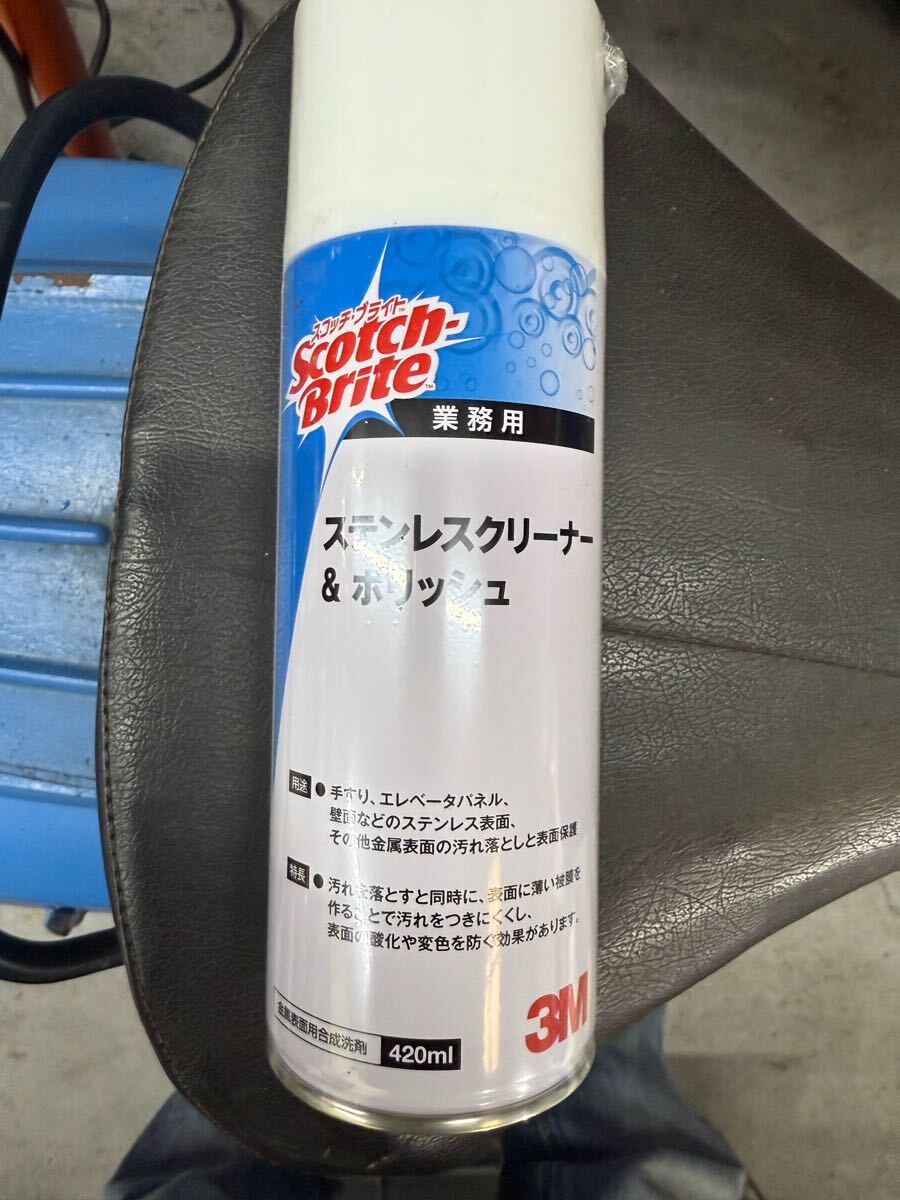 スコッチ・ブライト™
Scotch-
Brite™
業務用
ステンレスクリーナー
& ポリッシュ
用途 ●手すり、エレベータパネル、
壁面などのステンレス表面、
その他金属表面の汚れ落としと表面保護
特長 ●汚れを落とすと同時に、表面に薄い被膜を
作ることで汚れをつきにくくし、
表面の酸化や変色を防ぐ効果があります。
金属表面用合成洗剤 420ml
3M